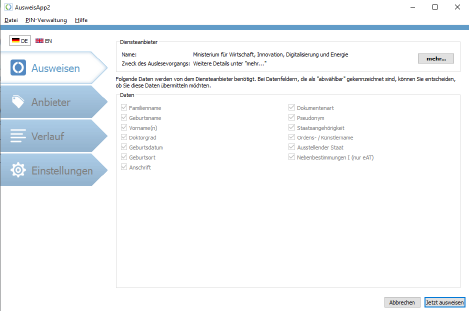 AusweisApp2
Datei PIN-Verwaltung Hilfe
DE EN
Ausweisen
Anbieter
Verlauf
Einstellungen
Diensteanbieter
Name: Ministerium für Wirtschaft, Innovation, Digitalisierung und Energie
Zweck des Auslesevorgangs: Weitere Details unter "mehr..."
mehr...
Folgende Daten werden von dem Diensteanbieter benötigt. Bei Datenfeldern, die als "abwählbar" gekennzeichnet sind, können Sie entscheiden,
ob Sie diese Daten übermitteln möchten.
Daten
Familienname
Geburtsname
Vorname(n)
Doktorgrad
Geburtsdatum
Geburtsort
Anschrift
Dokumentenart
Pseudonym
Staatsangehörigkeit
Ordens-/Künstlername
Ausstellender Staat
Nebenbestimmungen I (nur eAT)
Abbrechen Jetzt ausweisen